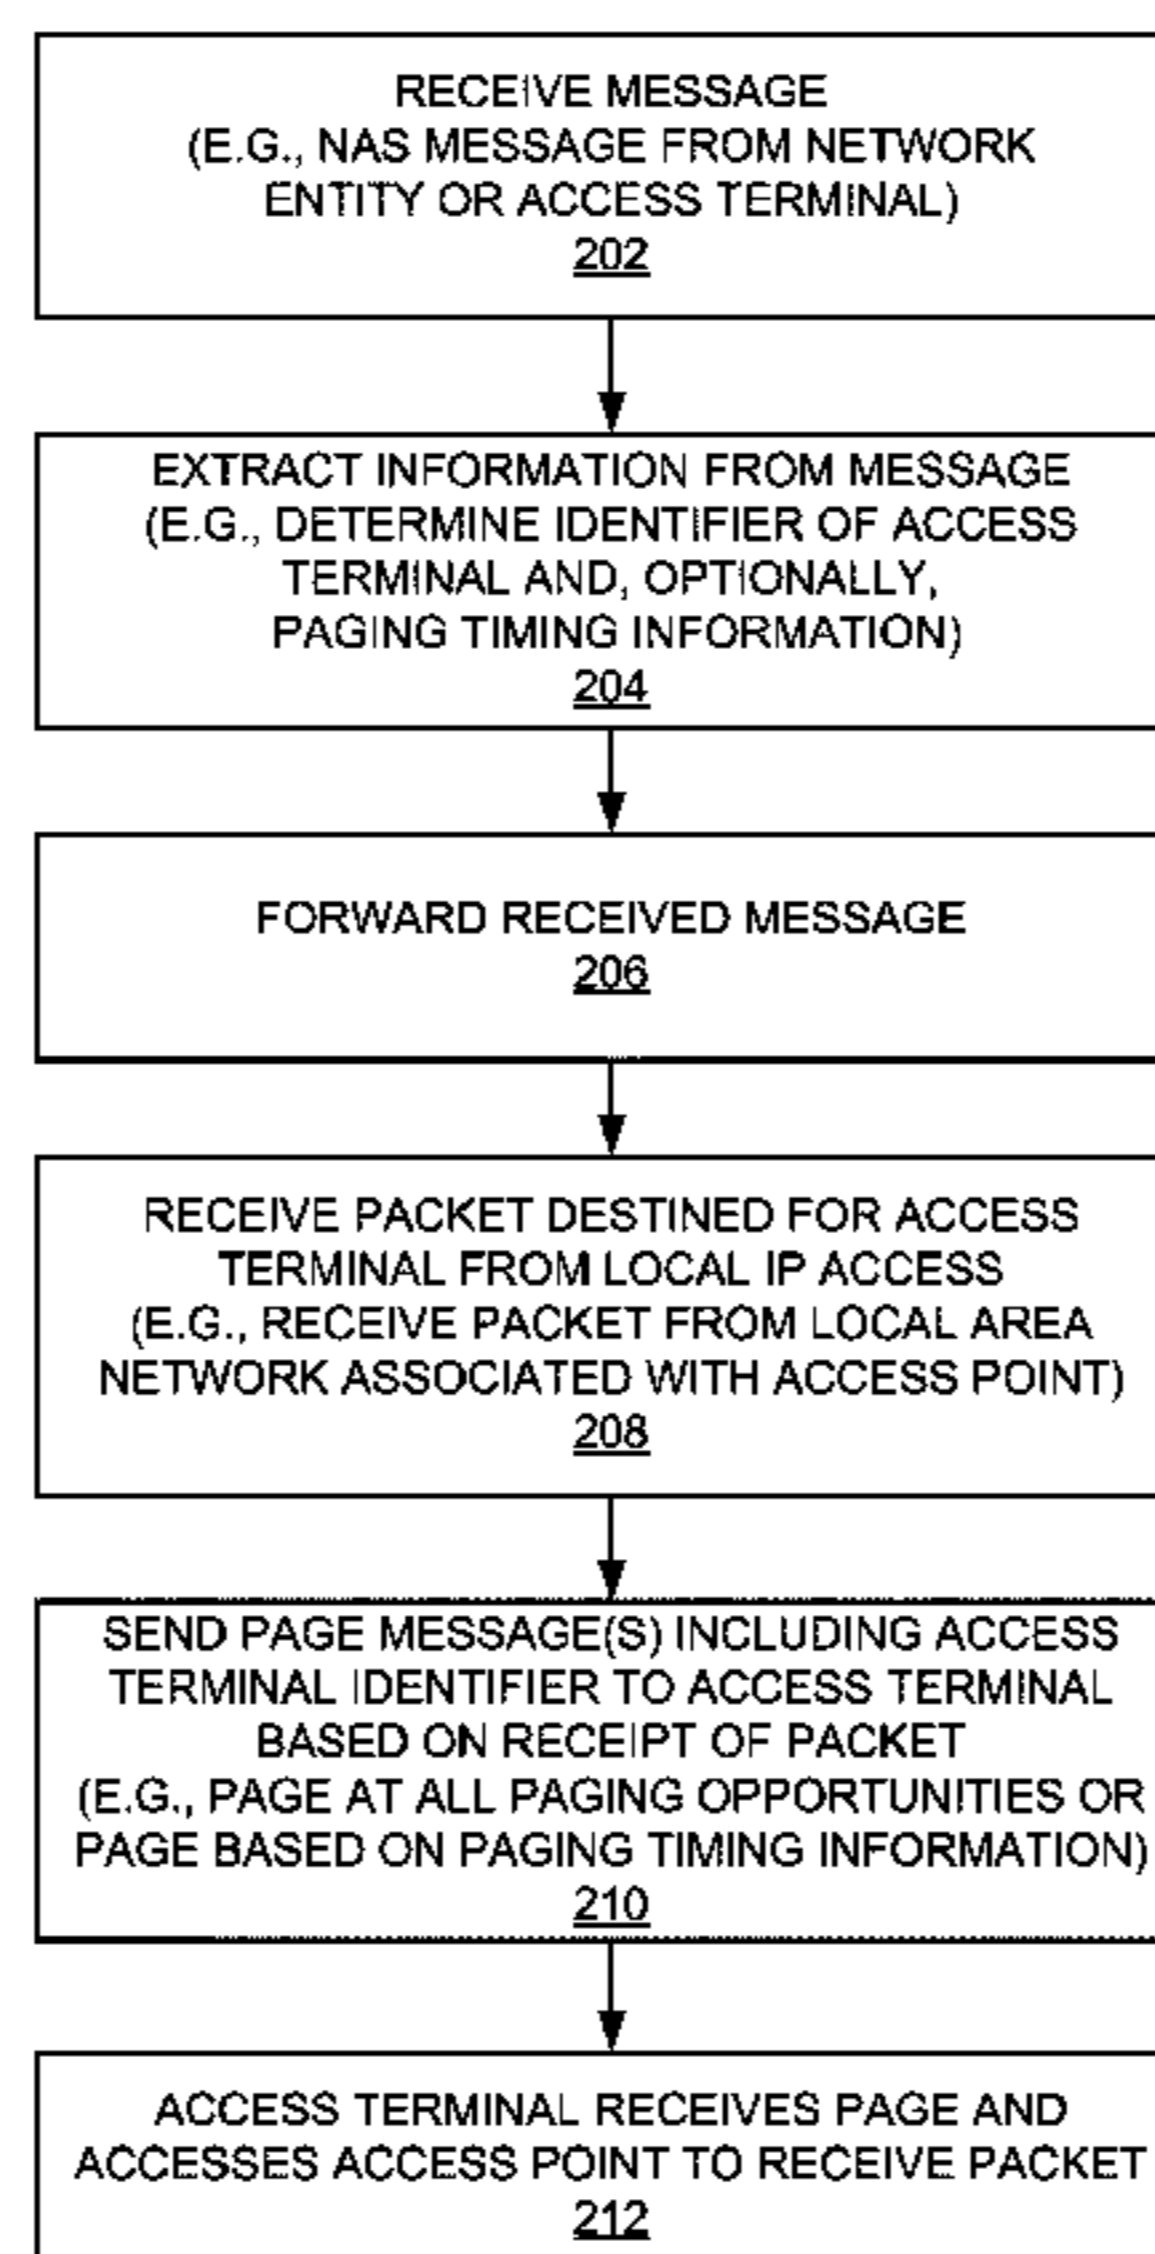 RECEIVE MESSAGE
(E.G., NAS MESSAGE FROM NETWORK
ENTITY OR ACCESS TERMINAL)
202
EXTRACT INFORMATION FROM MESSAGE
(E.G., DETERMINE IDENTIFIER OF ACCESS
TERMINAL AND, OPTIONALLY,
PAGING TIMING INFORMATION)
204
FORWARD RECEIVED MESSAGE
206
RECEIVE PACKET DESTINED FOR ACCESS
TERMINAL FROM LOCAL IP ACCESS
(E.G., RECEIVE PACKET FROM LOCAL AREA
NETWORK ASSOCIATED WITH ACCESS POINT)
208
SEND PAGE MESSAGE(S) INCLUDING ACCESS
TERMINAL IDENTIFIER TO ACCESS TERMINAL
BASED ON RECEIPT OF PACKET
(E.G., PAGE AT ALL PAGING OPPORTUNITIES OR
PAGE BASED ON PAGING TIMING INFORMATION)
210
ACCESS TERMINAL RECEIVES PAGE AND
ACCESSES ACCESS POINT TO RECEIVE PACKET
212